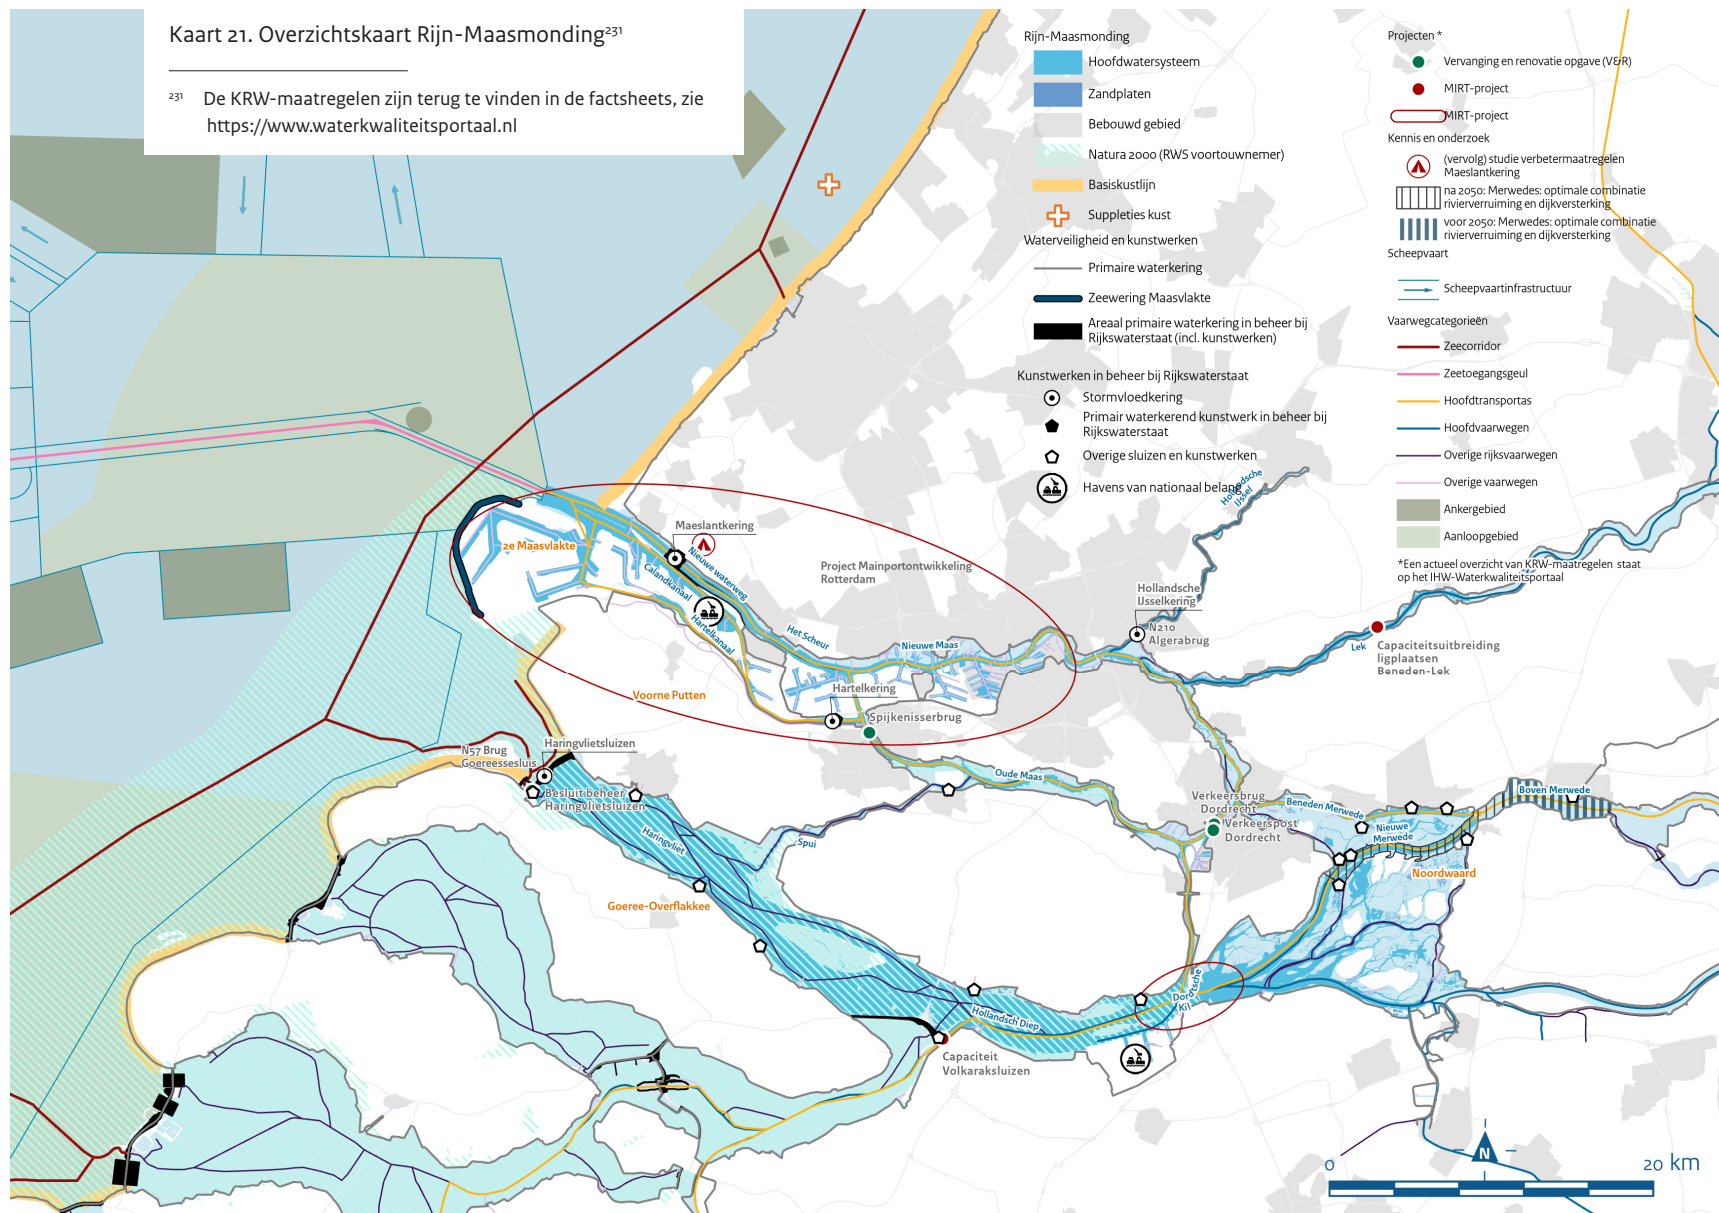 Kaart 21. Overzichtskaart Rijn-Maasmonding²³¹
²³¹ De KRW-maatregelen zijn terug te vinden in de factsheets, zie
https://www.waterkwaliteitsportaal.nl
Rijn-Maasmonding
Hoofdwatersysteem
Zandplaten
Bebouwd gebied
Natura 2000 (RWS voortouwnemer)
Basiskustlijn
Suppleties kust
Waterveiligheid en kunstwerken
Primaire waterkering
Zeewering Maasvlakte
Areaal primaire waterkering in beheer bij
Rijkswaterstaat (incl. kunstwerken)
Kunstwerken in beheer bij Rijkswaterstaat
Stormvloedkering
Primair waterkerend kunstwerk in beheer bij
Rijkswaterstaat
Overige sluizen en kunstwerken
Havens van nationaal belang
Projecten *
Vervanging en renovatie opgave (V&R)
MIRT-project
MIRT-project
Kennis en onderzoek
(vervolg) studie verbetermaatregelen
Maeslantkering
na 2050: Merwedes: optimale combinatie
rivierverruiming en dijkversterking
voor 2050: Merwedes: optimale combinatie
rivierverruiming en dijkversterking
Scheepvaart
Scheepvaartinfrastructuur
Vaarwegcategorieën
Zeecorridor
Zeetoegangsgeul
Hoofdtransportas
Hoofdvaarwegen
Overige rijksvaarwegen
Overige vaarwegen
Ankergebied
Aanloopgebied
*Een actueel overzicht van KRW-maatregelen staat
op het IHW-Waterkwaliteitsportaal
Hollandsche
IJssel
Maeslantkering
2e Maasvlakte
Nieuwe waterweg
Calandkanaal
Hartelkanaal
Project Mainportontwikkeling
Rotterdam
Hollandsche
IJsselkering
N210
Algerabrug
Het Scheur
Nieuwe Maas
Lek
Capaciteitsuitbreiding
ligplaatsen
Beneden-Lek
Hartelkering
Voorne Putten
Spijkenisserbrug
N57 Brug
Goereessesluis
Haringvlietsluizen
Besluit beheer
Haringvlietsluizen
Oude Maas
Verkeersbrug
Dordrecht
Verkeerspost
Dordrecht
Beneden Merwede
Boven Merwede
Nieuwe
Merwede
Noordwaard
Haringvliet
Spui
Goeree-Overflakkee
Dordtsche
Kil
Hollandsch Diep
Capaciteit
Volkaraksluizen
N
0
20 km